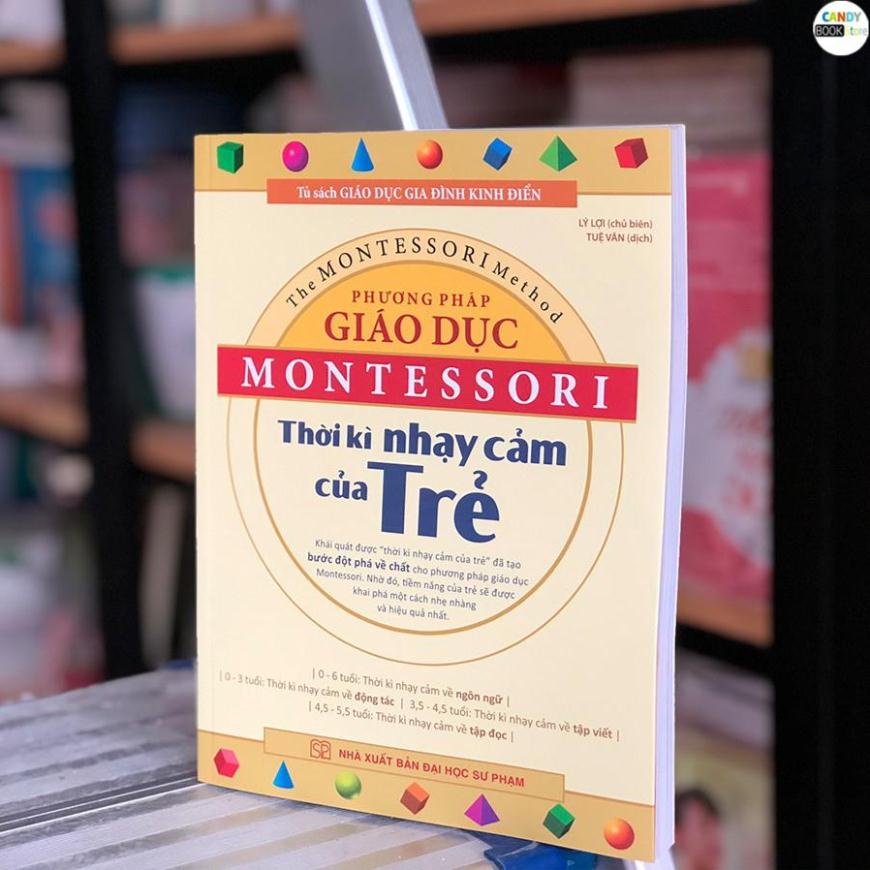 CANDY
BOOK Store
Tủ sách GIÁO DỤC GIA ĐÌNH KINH ĐIỂN
LÝ LỢI (chủ biên)
TUỆ VĂN (dịch)
The MONTESSORI Method
PHƯƠNG PHÁP
GIÁO DỤC
MONTESSORI
Thời kì nhạy cảm
của Trẻ
Khái quát được "thời kì nhạy cảm của trẻ" đã tạo
bước đột phá về chất cho phương pháp giáo dục
Montessori. Nhờ đó, tiềm năng của trẻ sẽ được
khai phá một cách nhẹ nhàng
và hiệu quả nhất.
| 0 - 6 tuổi: Thời kì nhạy cảm về ngôn ngữ |
| 0 - 3 tuổi: Thời kì nhạy cảm về động tác | 3,5 - 4,5 tuổi: Thời kì nhạy cảm về tập viết |
| 4,5 - 5,5 tuổi: Thời kì nhạy cảm về tập đọc |
NHÀ XUẤT BẢN ĐẠI HỌC SƯ PHẠM